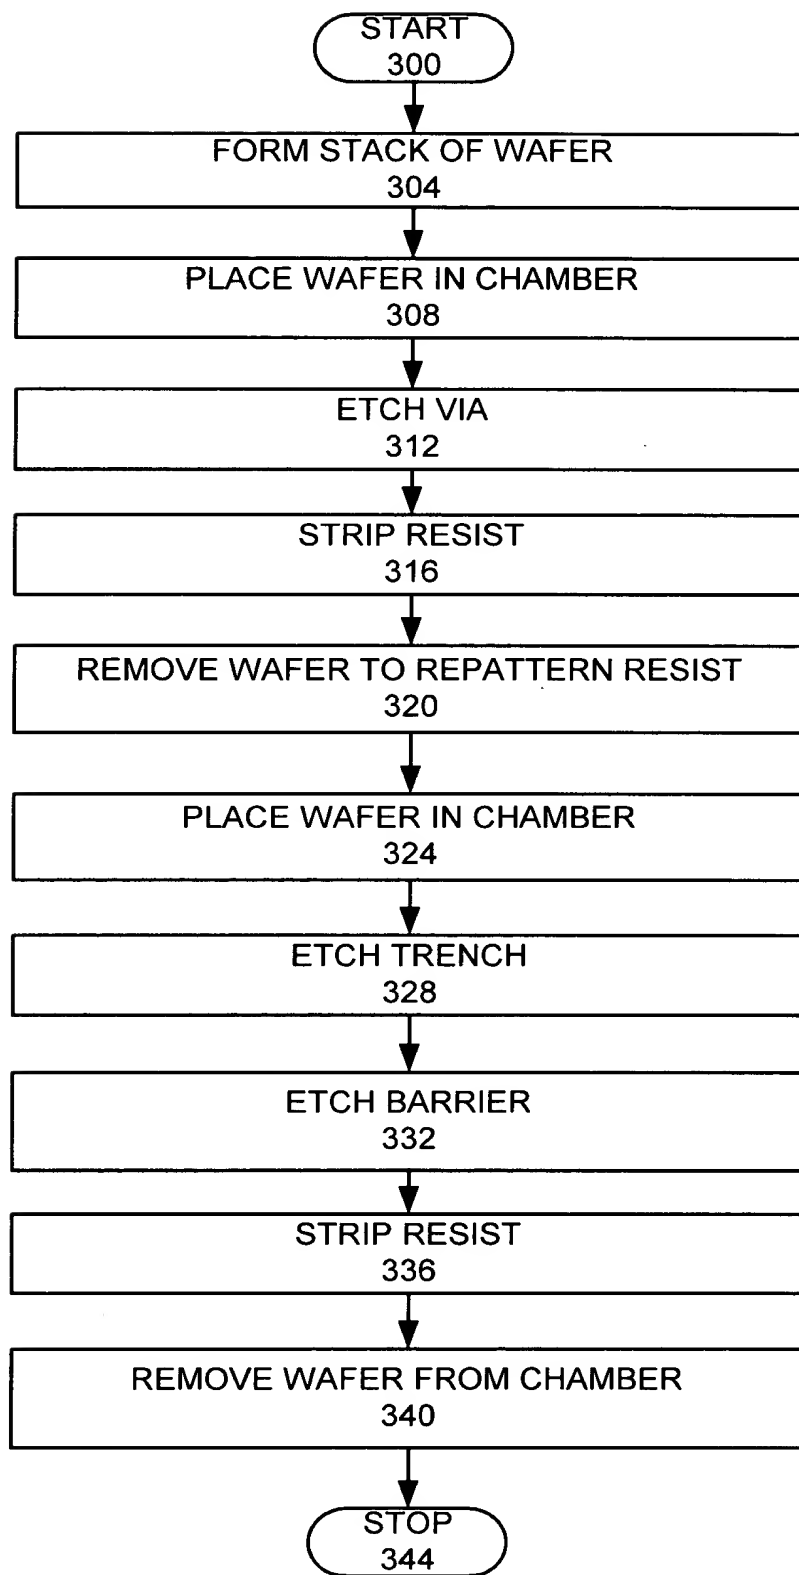 START
300
FORM STACK OF WAFER
304
PLACE WAFER IN CHAMBER
308
ETCH VIA
312
STRIP RESIST
316
REMOVE WAFER TO REPATTERN RESIST
320
PLACE WAFER IN CHAMBER
324
ETCH TRENCH
328
ETCH BARRIER
332
STRIP RESIST
336
REMOVE WAFER FROM CHAMBER
340
STOP
344